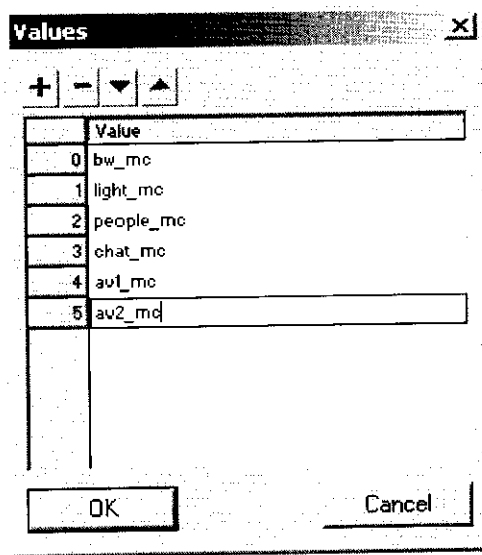 Values
Value
0 bw_mc
1 light_mc
2 people_mc
3 chat_mc
4 av1_mc
5 av2_mc
OK Cancel